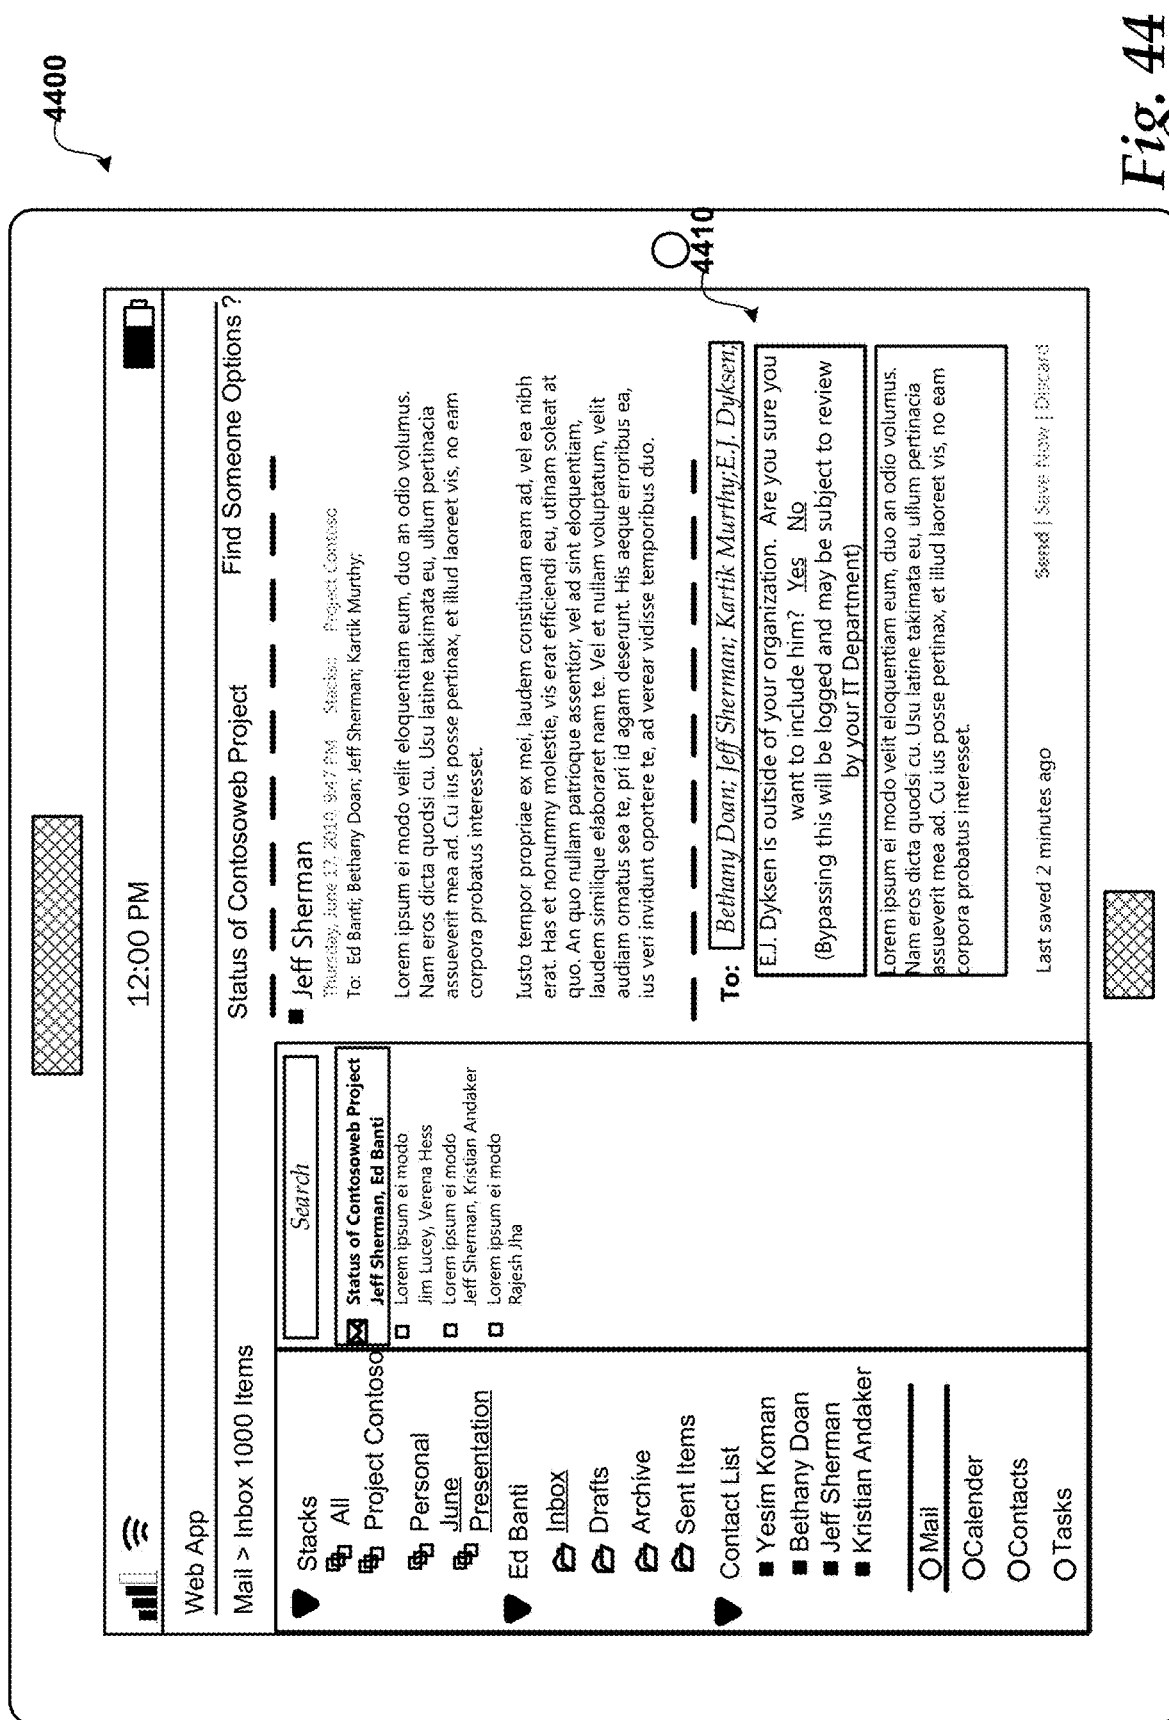 4400
12:00 PM
Web App
Mail > Inbox 1000 Items
Status of Contosoweb Project
Find Someone Options ?
Stacks
All
Project Contoso
Personal
June
Presentation
Ed Banti
Inbox
Drafts
Archive
Sent Items
Contact List
Yesim Koman
Bethany Doan
Jeff Sherman
Kristian Andaker
Mail
Calender
Contacts
Tasks
Search
Status of Contosoweb Project
Jeff Sherman, Ed Banti
Lorem ipsum ei modo
Jim Lucey, Verena Hess
Lorem ipsum ei modo
Jeff Sherman, Kristian Andaker
Lorem ipsum ei modo
Rajesh Jha
Jeff Sherman
Thursday, June 17, 2010 9:47 PM Stacks: Project Contoso
To: Ed Banti; Bethany Doan; Jeff Sherman; Kartik Murthy;
Lorem ipsum ei modo velit eloquentiam eum, duo an odio volumus.
Nam eros dicta quodsi cu. Usu latine takimata eu, ullum pertinacia
assueverit mea ad. Cu ius posse pertinax, et illud laoreet vis, no eam
corpora probatus interesset.
Iusto tempor propriae ex mei, laudem constituam eam ad, vel ea nibh
erat. Has et nonummy molestie, vis erat efficiendi eu, utinam soleat at
quo. An quo nullam patrioque assentior, vel ad sint eloquentiam,
laudem similique elaboraret nam te. Vel et nullam voluptatum, velit
audiam ornatus sea te, pri id agam deserunt. His aeque erroribus ea,
ius veri invidunt oportere te, ad verear vidisse temporibus duo.
4410
To: Bethany Doan; Jeff Sherman; Kartik Murthy;E.J. Dyksen;
E.J. Dyksen is outside of your organization. Are you sure you
want to include him? Yes No
(Bypassing this will be logged and may be subject to review
by your IT Department)
Lorem ipsum ei modo velit eloquentiam eum, duo an odio volumus.
Nam eros dicta quodsi cu. Usu latine takimata eu, ullum pertinacia
assueverit mea ad. Cu ius posse pertinax, et illud laoreet vis, no eam
corpora probatus interesset.
Last saved 2 minutes ago
Send | Save Now | Discard
Fig. 44